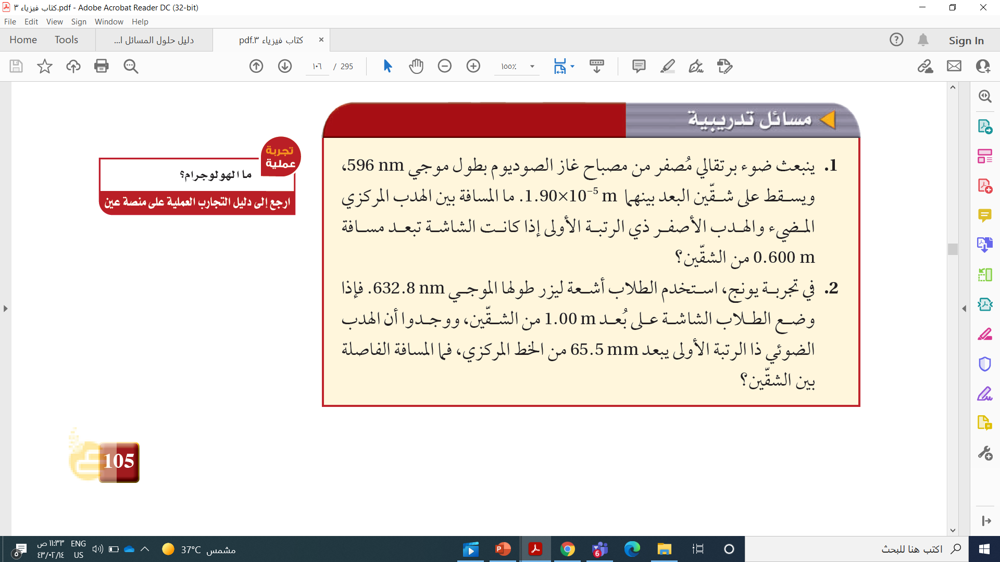 كتاب فيزياء ٣.pdf - Adobe Acrobat Reader DC (32-bit)
File Edit View Sign Window Help
Home Tools دليل حلول المسائل ا... كتاب فيزياء ٣.pdf × Sign In
١٠٦ / 295 ١٠٠٪
مسائل تدريبية
1. ينبعث ضوء برتقالي مُصفر من مصباح غاز الصوديوم بطول موجي 596 nm،
ويسقط على شقّين البعد بينهما 1.90×10⁻⁵ m. ما المسافة بين الهدب المركزي
المضيء والهدب الأصفر ذي الرتبة الأولى إذا كانت الشاشة تبعد مسافة
0.600 m من الشقّين؟
2. في تجربة يونج، استخدم الطلاب أشعة ليزر طولها الموجي 632.8 nm. فإذا
وضع الطلاب الشاشة على بُعد 1.00 m من الشقّين، ووجدوا أن الهدب
الضوئي ذا الرتبة الأولى يبعد 65.5 mm من الخط المركزي، فما المسافة الفاصلة
بين الشقّين؟
تجربة
عملية
ما الهولوجرام؟
ارجع إلى دليل التجارب العملية على منصة عين
105
٥
١١:٣٣ ص
٤٣/٠٢/١٤
ENG
US
37°C مشمس
6
اكتب هنا للبحث